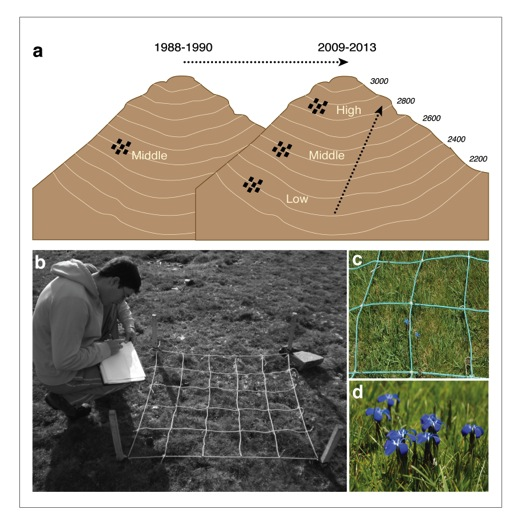 a
1988-1990
2009-2013
3000
2800
2600
2400
2200
High
Middle
Middle
Low
b
c
d